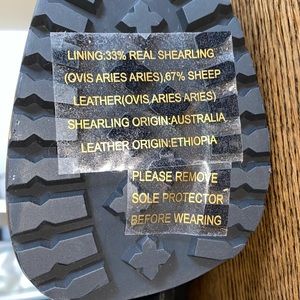 LINING:33% REAL SHEARLING
(OVIS ARIES ARIES),67% SHEEP
LEATHER(OVIS,ARIES ARIES)
SHEARLING ORIGIN:AUSTRALIA
LEATHER ORIGIN:ETHIOPIA
PLEASE REMOVE
SOLE PROTECTOR
BEFORE WEARING